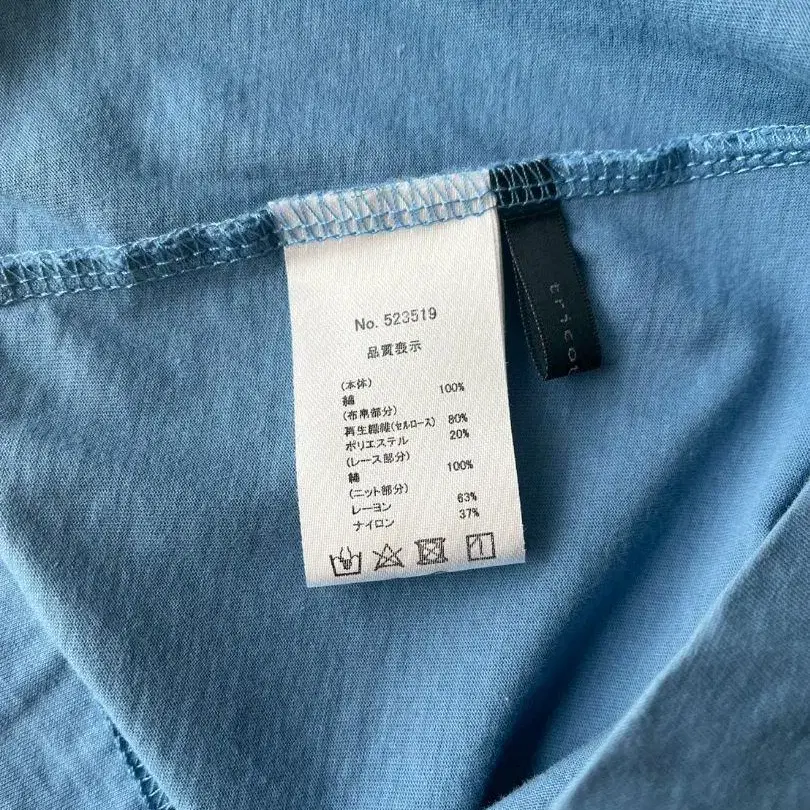 No. 523519
品質表示
(本体)
綿 100%
(布帛部分)
再生繊維(セルロース) 80%
ポリエステル 20%
(レース部分)
綿 100%
(ニット部分)
レーヨン 63%
ナイロン 37%
trico